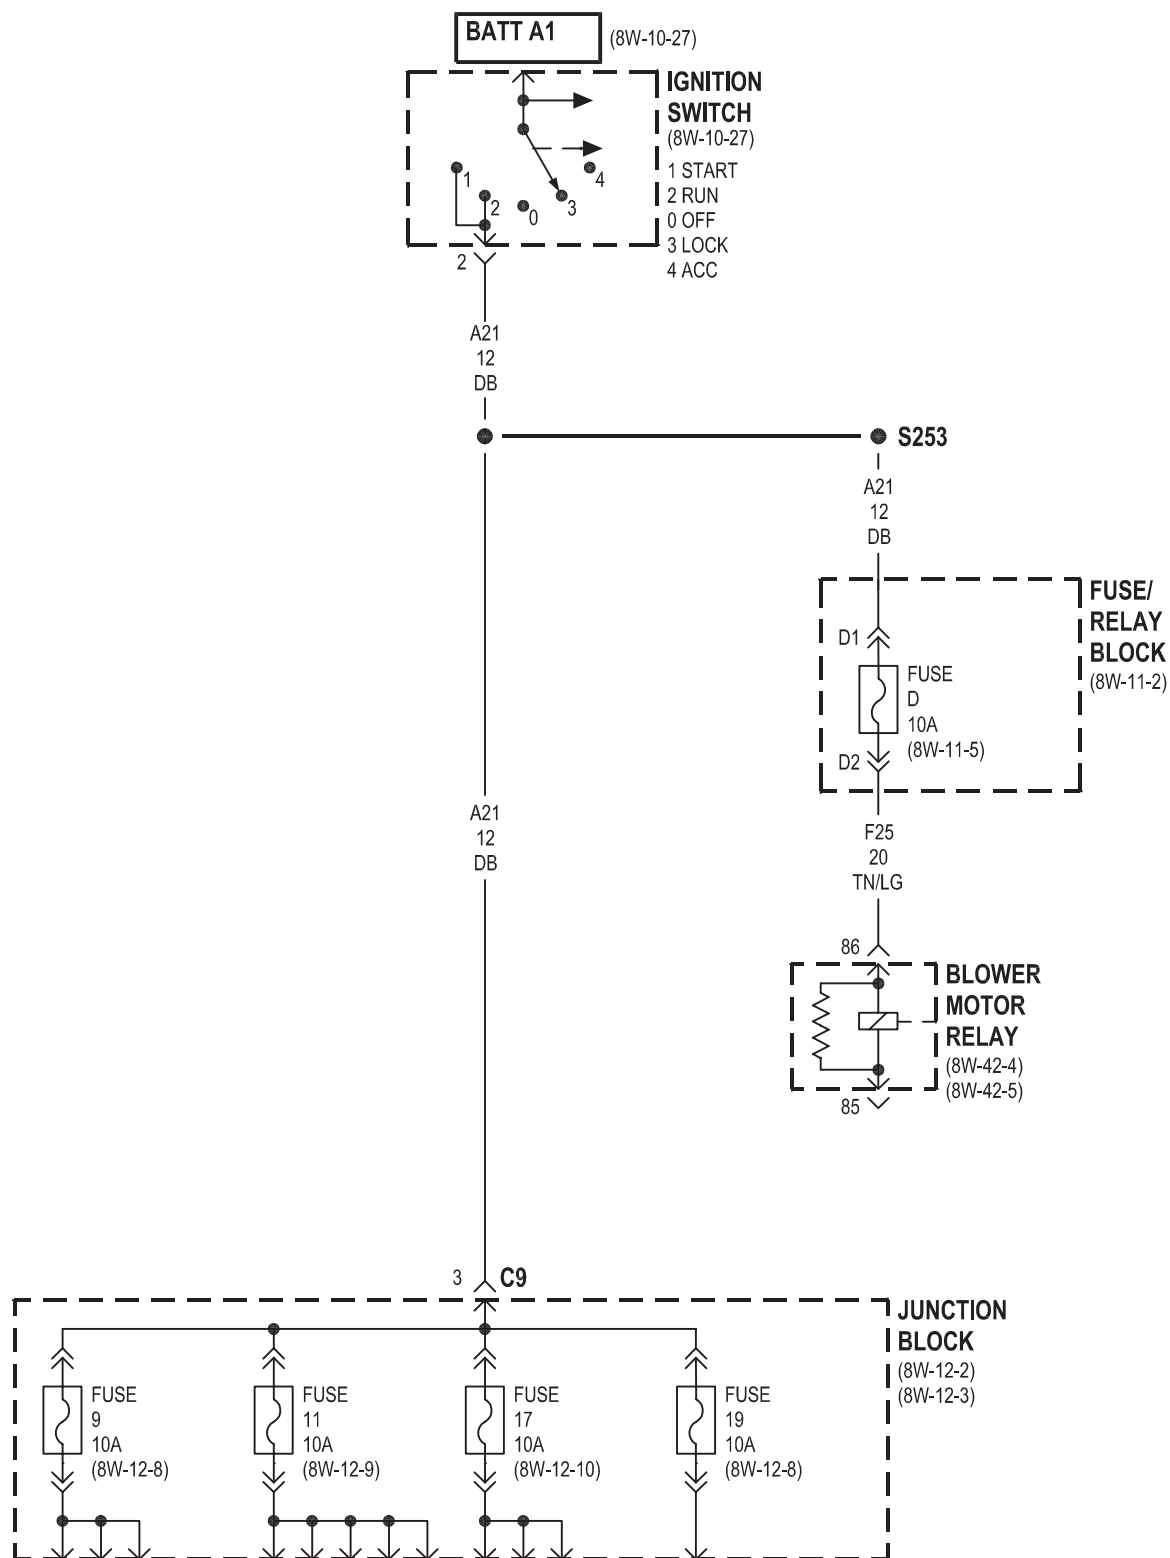 BATT A1
(8W-10-27)
IGNITION
SWITCH
(8W-10-27)
1 START
2 RUN
0 OFF
3 LOCK
4 ACC
1
2
0
3
4
2
A21
12
DB
S253
A21
12
DB
FUSE/
RELAY
BLOCK
(8W-11-2)
D1
FUSE
D
10A
(8W-11-5)
D2
A21
12
DB
F25
20
TN/LG
86
BLOWER
MOTOR
RELAY
(8W-42-4)
(8W-42-5)
85
3 C9
JUNCTION
BLOCK
(8W-12-2)
(8W-12-3)
FUSE
9
10A
(8W-12-8)
FUSE
11
10A
(8W-12-9)
FUSE
17
10A
(8W-12-10)
FUSE
19
10A
(8W-12-8)